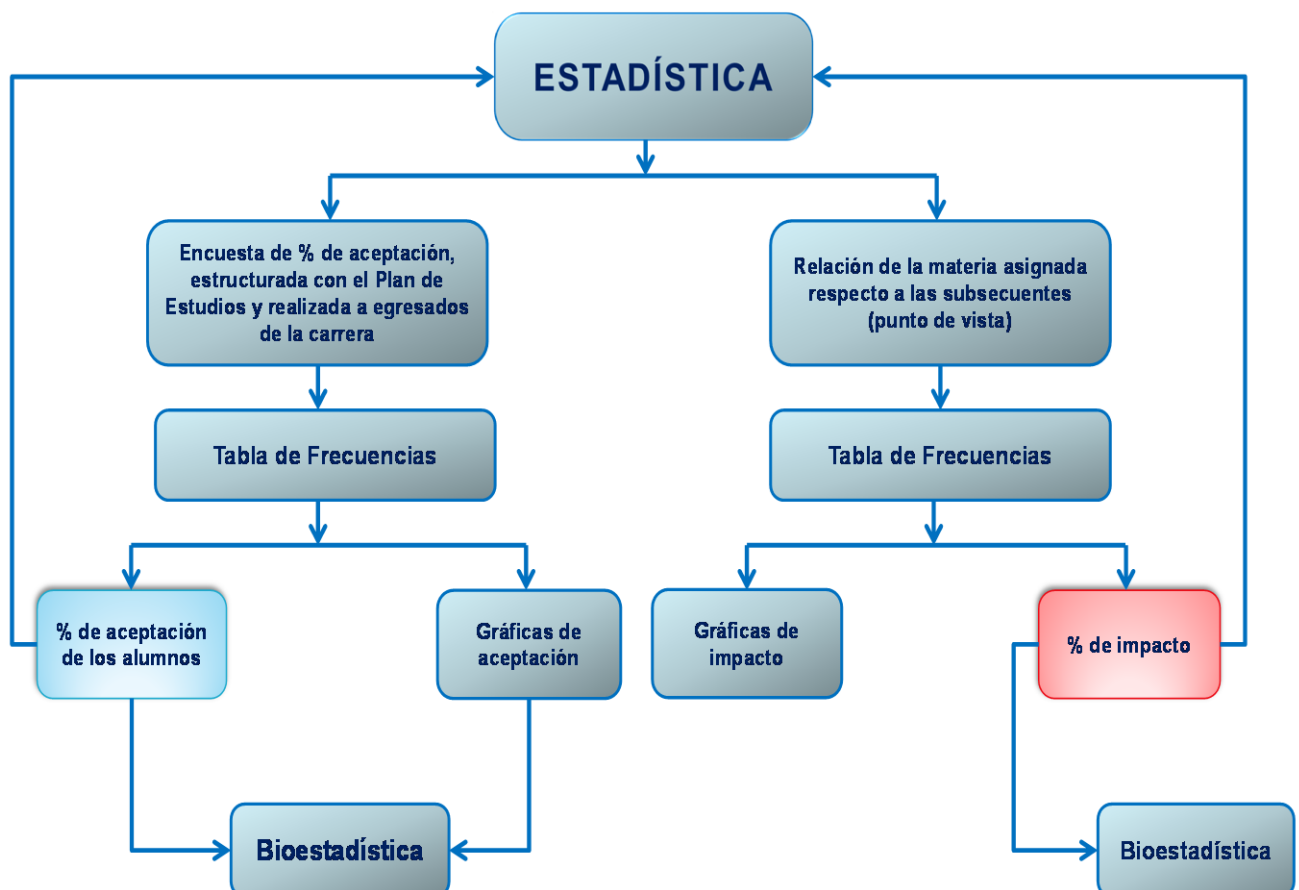 ESTADÍSTICA
Encuesta de % de aceptación,
estructurada con el Plan de
Estudios y realizada a egresados
de la carrera
Relación de la materia asignada
respecto a las subsecuentes
(punto de vista)
Tabla de Frecuencias
Tabla de Frecuencias
% de aceptación
de los alumnos
Gráficas de
aceptación
Gráficas de
impacto
% de impacto
Bioestadística
Bioestadística